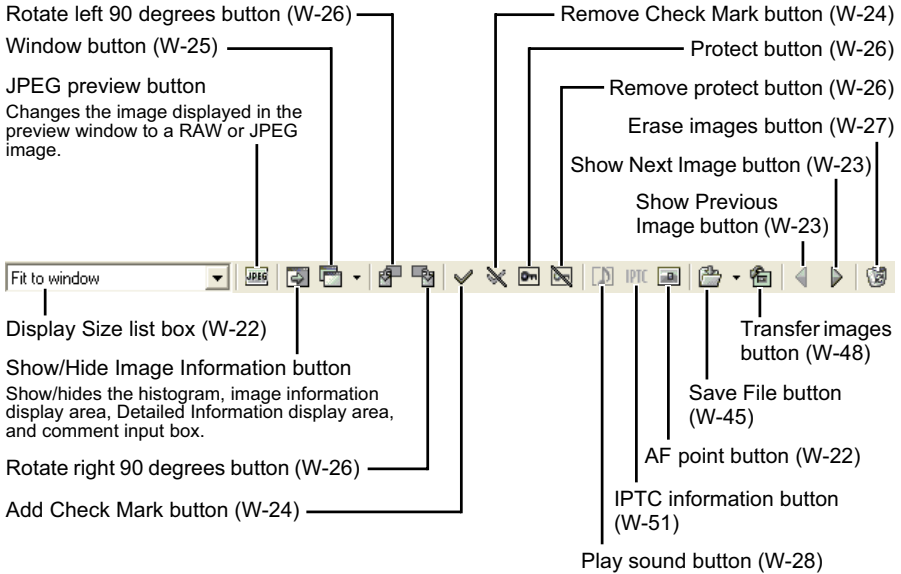 Rotate left 90 degrees button (W-26)
Window button (W-25)
JPEG preview button
Changes the image displayed in the
preview window to a RAW or JPEG
image.
Remove Check Mark button (W-24)
Protect button (W-26)
Remove protect button (W-26)
Erase images button (W-27)
Show Next Image button (W-23)
Show Previous
Image button (W-23)
Fit to window
JPEG
IPTC
Display Size list box (W-22)
Show/Hide Image Information button
Show/hides the histogram, image information
display area, Detailed Information display area,
and comment input box.
Rotate right 90 degrees button (W-26)
Add Check Mark button (W-24)
Transfer images
button (W-48)
Save File button
(W-45)
AF point button (W-22)
IPTC information button
(W-51)
Play sound button (W-28)